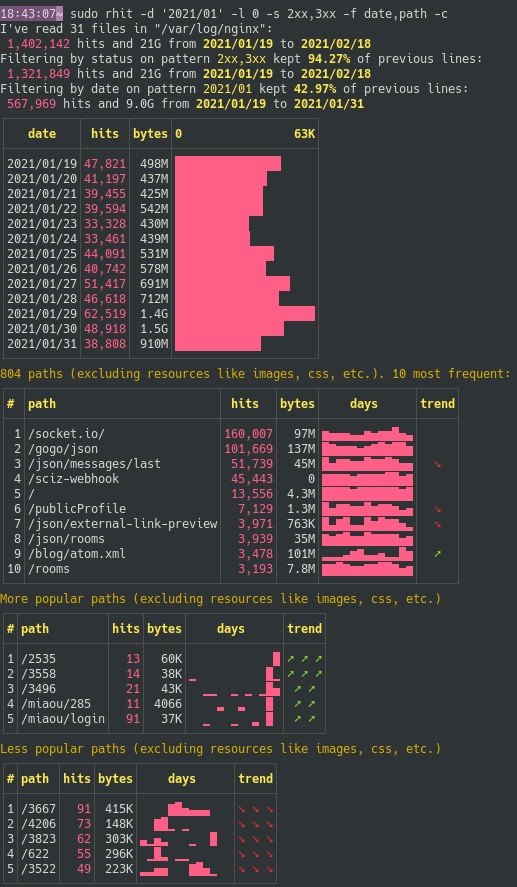 18:43:07~ sudo rhit -d '2021/01' -l 0 -s 2xx,3xx -f date,path -c
I've read 31 files in "/var/log/nginx":
1,402,142 hits and 21G from 2021/01/19 to 2021/02/18
Filtering by status on pattern 2xx,3xx kept 94.27% of previous lines:
1,321,849 hits and 21G from 2021/01/19 to 2021/02/18
Filtering by date on pattern 2021/01 kept 42.97% of previous lines:
567,969 hits and 9.0G from 2021/01/19 to 2021/01/31
date hits bytes 0 63K
2021/01/19 47,821 498M
2021/01/20 41,197 437M
2021/01/21 39,455 425M
2021/01/22 39,594 542M
2021/01/23 33,328 430M
2021/01/24 33,461 439M
2021/01/25 44,091 531M
2021/01/26 40,742 578M
2021/01/27 51,417 691M
2021/01/28 46,618 712M
2021/01/29 62,519 1.4G
2021/01/30 48,918 1.5G
2021/01/31 38,808 910M
804 paths (excluding resources like images, css, etc.). 10 most frequent:
# path hits bytes days trend
1 /socket.io/ 160,007 97M
2 /gogo/json 101,669 137M
3 /json/messages/last 51,739 45M ↘
4 /sciz-webhook 45,443 0
5 / 13,556 4.3M
6 /publicProfile 7,129 1.3M ↘
7 /json/external-link-preview 3,971 763K ↘
8 /json/rooms 3,939 35M
9 /blog/atom.xml 3,478 101M ↗
10 /rooms 3,193 7.8M
More popular paths (excluding resources like images, css, etc.)
# path hits bytes days trend
1 /2535 13 60K ↗ ↗ ↗
2 /3558 14 38K ↗ ↗ ↗
3 /3496 21 43K ↗ ↗
4 /miaou/285 11 4066 ↗ ↗
5 /miaou/login 91 37K ↗ ↗
Less popular paths (excluding resources like images, css, etc.)
# path hits bytes days trend
1 /3667 91 415K ↘ ↘ ↘
2 /4206 73 148K ↘ ↘ ↘
3 /3823 62 303K ↘ ↘ ↘
4 /622 55 296K ↘ ↘ ↘
5 /3522 49 223K ↘ ↘ ↘